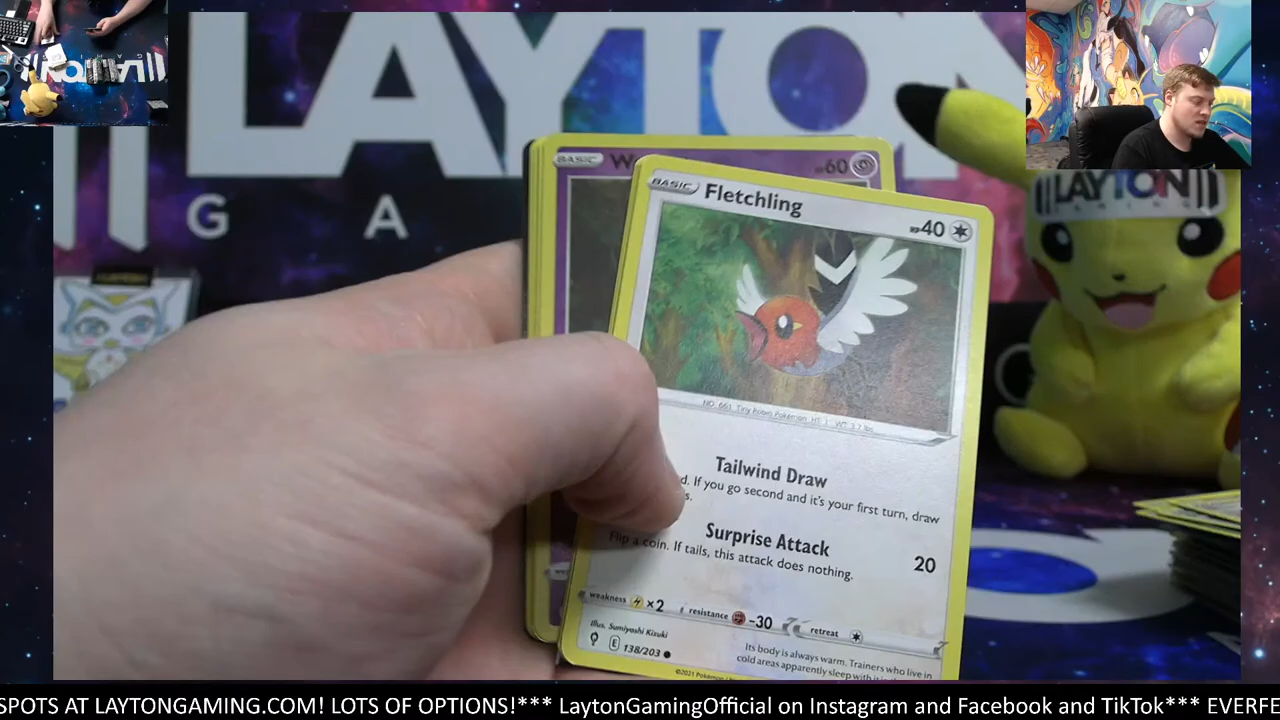 LAYTO
G A
LAYTON
BASIC W 60
BASIC Fletchling HP40
NO. 661 Tiny Robin Pokémon HT: 1' WT: 3.7 lbs.
Tailwind Draw
d. If you go second and it's your first turn, draw
s.
Surprise Attack 20
Flip a coin. If tails, this attack does nothing.
weakness ×2 resistance -30 retreat
Illus. Sumiyoshi Kizuki
E 138/203
Its body is always warm. Trainers who live in
cold areas apparently sleep with
©2021 Pokémon
SPOTS AT LAYTONGAMING.COM! LOTS OF OPTIONS!*** LaytonGamingOfficial on Instagram and Facebook and TikTok*** EVERFE